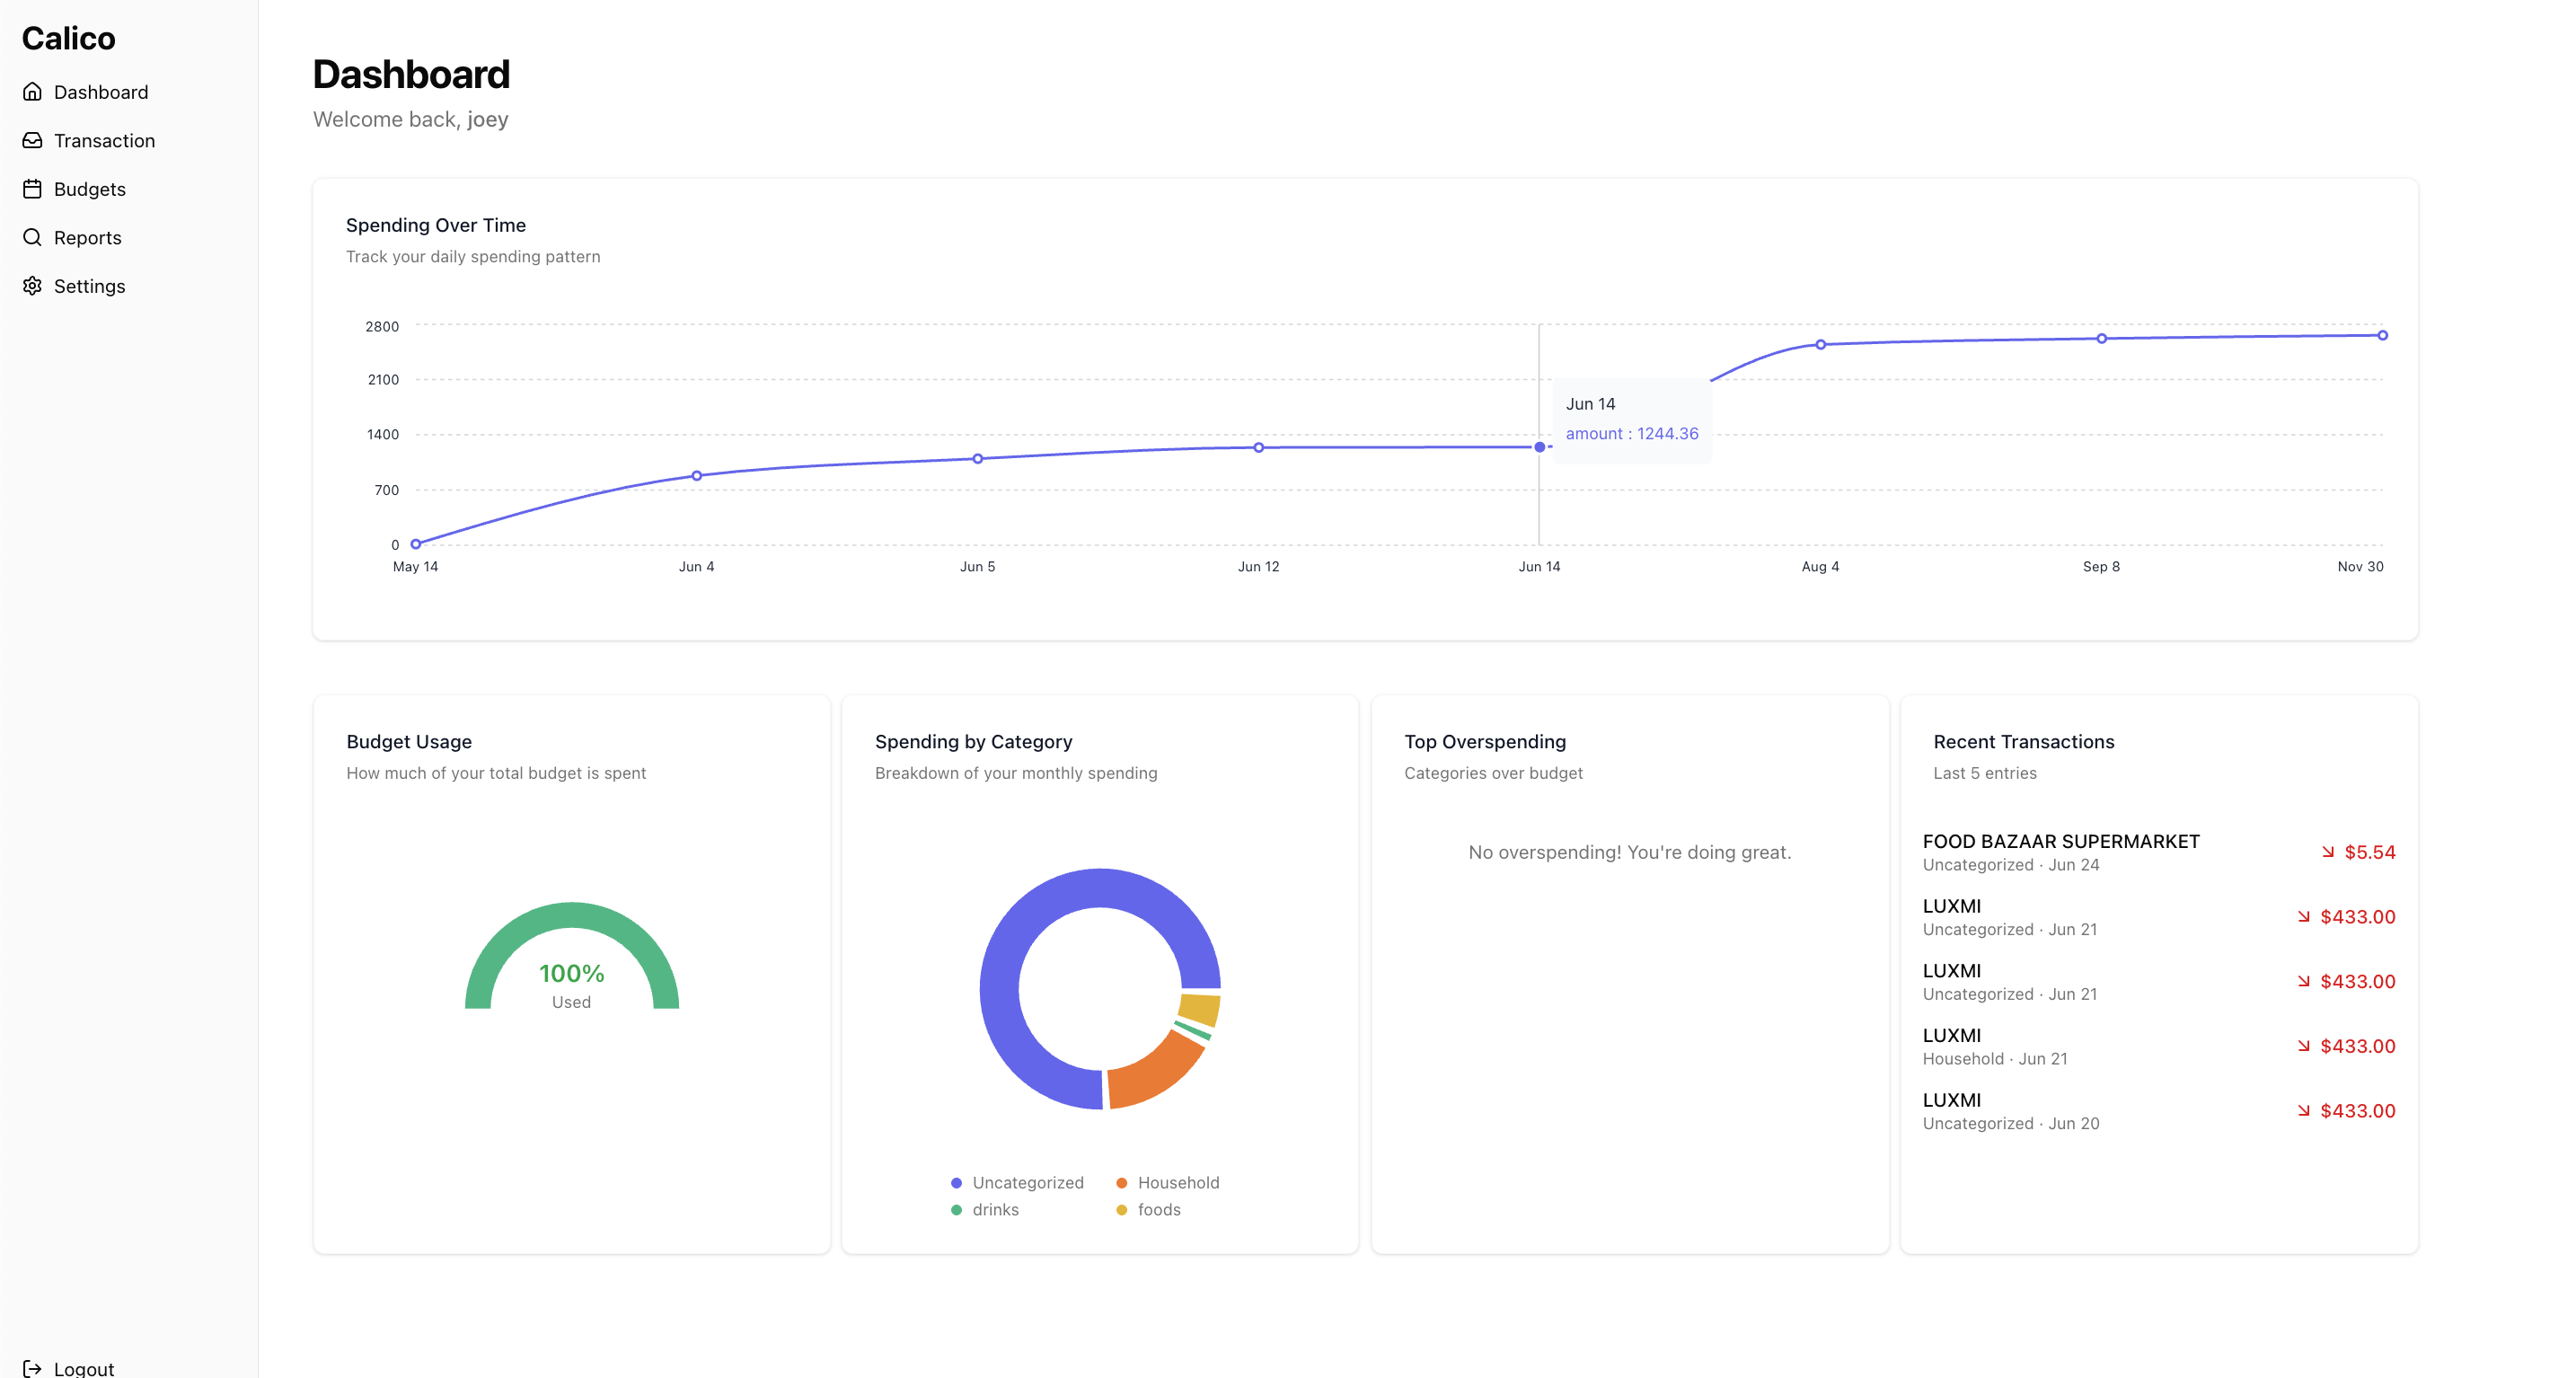 Calico
Dashboard
Transaction
Budgets
Reports
Settings
Logout
Dashboard
Welcome back, joey
Spending Over Time
Track your daily spending pattern
2800
2100
1400
700
0
May 14
Jun 4
Jun 5
Jun 12
Jun 14
Aug 4
Sep 8
Nov 30
Jun 14
amount : 1244.36
Budget Usage
How much of your total budget is spent
100%
Used
Spending by Category
Breakdown of your monthly spending
Uncategorized
Household
drinks
foods
Top Overspending
Categories over budget
No overspending! You're doing great.
Recent Transactions
Last 5 entries
FOOD BAZAAR SUPERMARKET
Uncategorized · Jun 24
$5.54
LUXMI
Uncategorized · Jun 21
$433.00
LUXMI
Uncategorized · Jun 21
$433.00
LUXMI
Household · Jun 21
$433.00
LUXMI
Uncategorized · Jun 20
$433.00